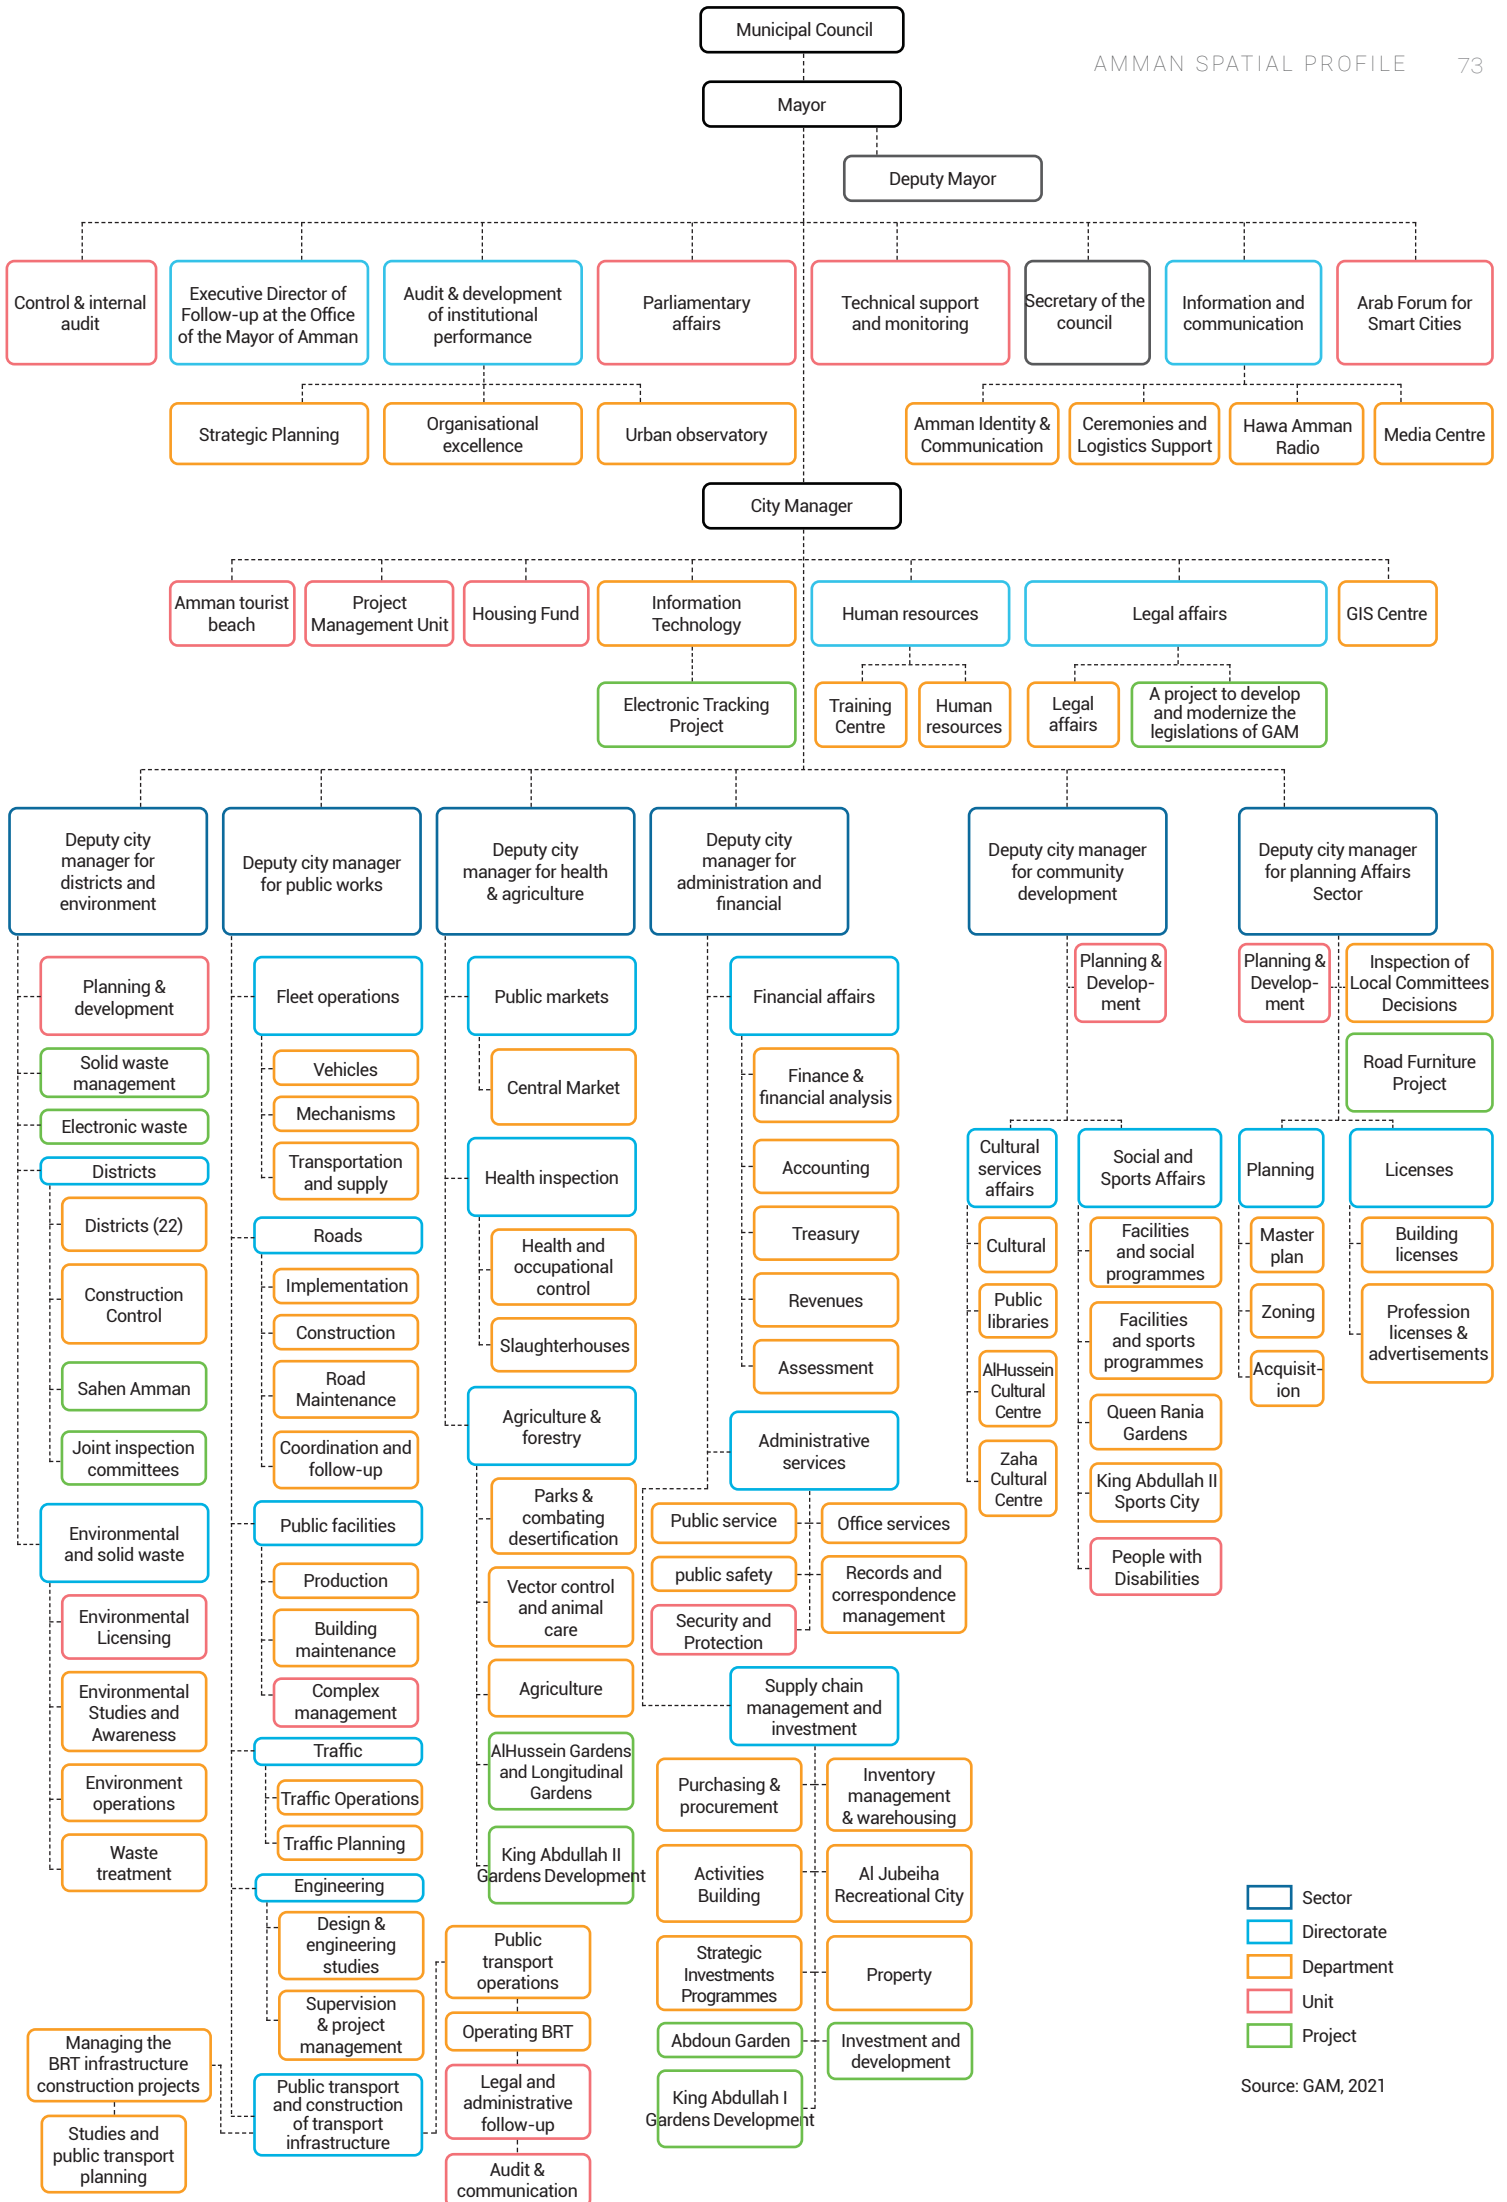 Municipal Council
AMMAN SPATIAL PROFILE 73
Mayor
Deputy Mayor
Control & internal
audit
Executive Director of
Follow-up at the Office
of the Mayor of Amman
Audit & development
of institutional
performance
Parliamentary
affairs
Technical support
and monitoring
Secretary of the
council
Information and
communication
Arab Forum for
Smart Cities
Strategic Planning
Organisational
excellence
Urban observatory
Amman Identity &
Communication
Ceremonies and
Logistics Support
Hawa Amman
Radio
Media Centre
City Manager
Amman tourist
beach
Project
Management Unit
Housing Fund
Information
Technology
Human resources
Legal affairs
GIS Centre
Electronic Tracking
Project
Training
Centre
Human
resources
Legal
affairs
A project to develop
and modernize the
legislations of GAM
Deputy city
manager for
districts and
environment
Deputy city manager
for public works
Deputy city
manager for health
& agriculture
Deputy city
manager for
administration and
financial
Deputy city manager
for community
development
Deputy city manager
for planning Affairs
Sector
Planning &
development
Solid waste
management
Electronic waste
Districts
Districts (22)
Construction
Control
Sahen Amman
Joint inspection
committees
Environmental
and solid waste
Environmental
Licensing
Environmental
Studies and
Awareness
Environment
operations
Waste
treatment
Fleet operations
Vehicles
Mechanisms
Transportation
and supply
Roads
Implementation
Construction
Road
Maintenance
Coordination and
follow-up
Public facilities
Production
Building
maintenance
Complex
management
Traffic
Traffic Operations
Traffic Planning
Engineering
Design &
engineering
studies
Supervision
& project
management
Public transport
and construction
of transport
infrastructure
Managing the
BRT infrastructure
construction projects
Studies and
public transport
planning
Public
transport
operations
Operating BRT
Legal and
administrative
follow-up
Audit &
communication
Public markets
Central Market
Health inspection
Health and
occupational
control
Slaughterhouses
Agriculture &
forestry
Parks &
combating
desertification
Vector control
and animal
care
Agriculture
AlHussein Gardens
and Longitudinal
Gardens
King Abdullah II
Gardens Development
Financial affairs
Finance &
financial analysis
Accounting
Treasury
Revenues
Assessment
Administrative
services
Public service
Office services
public safety
Records and
correspondence
management
Security and
Protection
Supply chain
management and
investment
Purchasing &
procurement
Inventory
management
& warehousing
Activities
Building
Al Jubeiha
Recreational City
Strategic
Investments
Programmes
Property
Abdoun Garden
Investment and
development
King Abdullah I
Gardens Development
Planning &
Develop-
ment
Cultural
services
affairs
Cultural
Public
libraries
AlHussein
Cultural
Centre
Zaha
Cultural
Centre
Social and
Sports Affairs
Facilities
and social
programmes
Facilities
and sports
programmes
Queen Rania
Gardens
King Abdullah II
Sports City
People with
Disabilities
Planning &
Develop-
ment
Inspection of
Local Committees
Decisions
Road Furniture
Project
Planning
Master
plan
Zoning
Acquisit-
ion
Licenses
Building
licenses
Profession
licenses &
advertisements
Sector
Directorate
Department
Unit
Project
Source: GAM, 2021